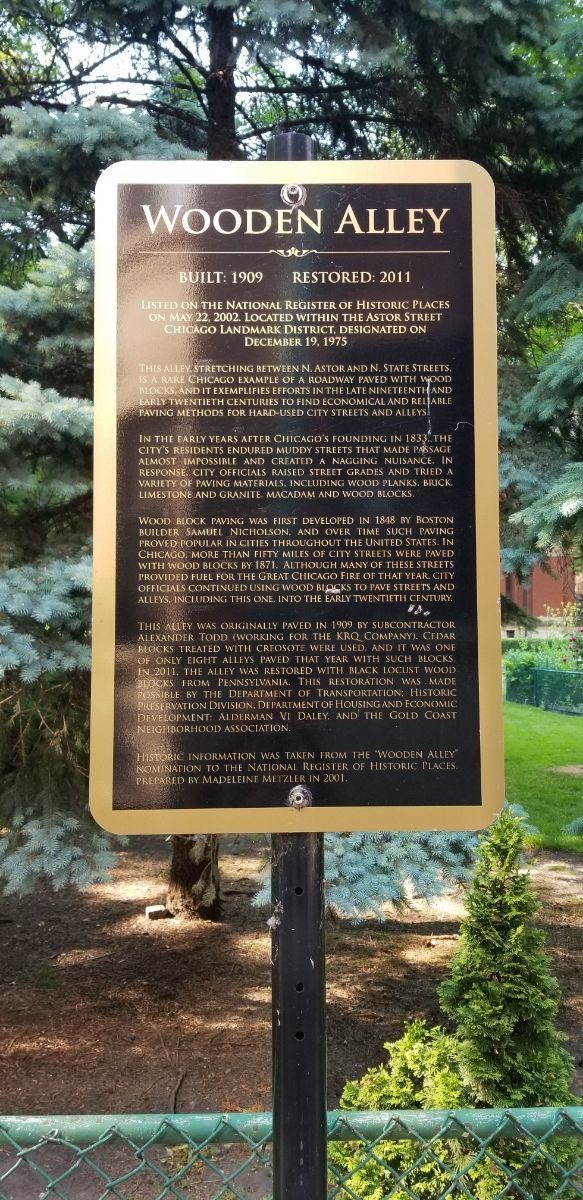 WOODEN ALLEY
BUILT: 1909 RESTORED: 2011
LISTED ON THE NATIONAL REGISTER OF HISTORIC PLACES
ON MAY 22, 2002. LOCATED WITHIN THE ASTOR STREET
CHICAGO LANDMARK DISTRICT, DESIGNATED ON
DECEMBER 19, 1975
THIS ALLEY, STRETCHING BETWEEN N. ASTOR AND N. STATE STREETS,
IS A RARE CHICAGO EXAMPLE OF A ROADWAY PAVED WITH WOOD
BLOCKS, AND IT EXEMPLIFIES EFFORTS IN THE LATE NINETEENTH AND
EARLY TWENTIETH CENTURIES TO FIND ECONOMICAL AND RELIABLE
PAVING METHODS FOR HARD-USED CITY STREETS AND ALLEYS.
IN THE EARLY YEARS AFTER CHICAGO'S FOUNDING IN 1833, THE
CITY'S RESIDENTS ENDURED MUDDY STREETS THAT MADE PASSAGE
ALMOST IMPOSSIBLE AND CREATED A NAGGING NUISANCE. IN
RESPONSE, CITY OFFICIALS RAISED STREET GRADES AND TRIED A
VARIETY OF PAVING MATERIALS, INCLUDING WOOD PLANKS, BRICK,
LIMESTONE AND GRANITE, MACADAM AND WOOD BLOCKS.
WOOD BLOCK PAVING WAS FIRST DEVELOPED IN 1848 BY BOSTON
BUILDER SAMUEL NICHOLSON, AND OVER TIME SUCH PAVING
PROVED POPULAR IN CITIES THROUGHOUT THE UNITED STATES. IN
CHICAGO, MORE THAN FIFTY MILES OF CITY STREETS WERE PAVED
WITH WOOD BLOCKS BY 1871. ALTHOUGH MANY OF THESE STREETS
PROVIDED FUEL FOR THE GREAT CHICAGO FIRE OF THAT YEAR, CITY
OFFICIALS CONTINUED USING WOOD BLOCKS TO PAVE STREETS AND
ALLEYS, INCLUDING THIS ONE, INTO THE EARLY TWENTIETH CENTURY.
THIS ALLEY WAS ORIGINALLY PAVED IN 1909 BY SUBCONTRACTOR
ALEXANDER TODD (WORKING FOR THE KRQ COMPANY). CEDAR
BLOCKS TREATED WITH CREOSOTE WERE USED, AND IT WAS ONE
OF ONLY EIGHT ALLEYS PAVED THAT YEAR WITH SUCH BLOCKS.
IN 2011, THE ALLEY WAS RESTORED WITH BLACK LOCUST WOOD
BLOCKS FROM PENNSYLVANIA. THIS RESTORATION WAS MADE
POSSIBLE BY THE DEPARTMENT OF TRANSPORTATION; HISTORIC
PRESERVATION DIVISION, DEPARTMENT OF HOUSING AND ECONOMIC
DEVELOPMENT; ALDERMAN VI DALEY, AND THE GOLD COAST
NEIGHBORHOOD ASSOCIATION.
HISTORIC INFORMATION WAS TAKEN FROM THE "WOODEN ALLEY"
NOMINATION TO THE NATIONAL REGISTER OF HISTORIC PLACES,
PREPARED BY MADELEINE METZLER IN 2001.